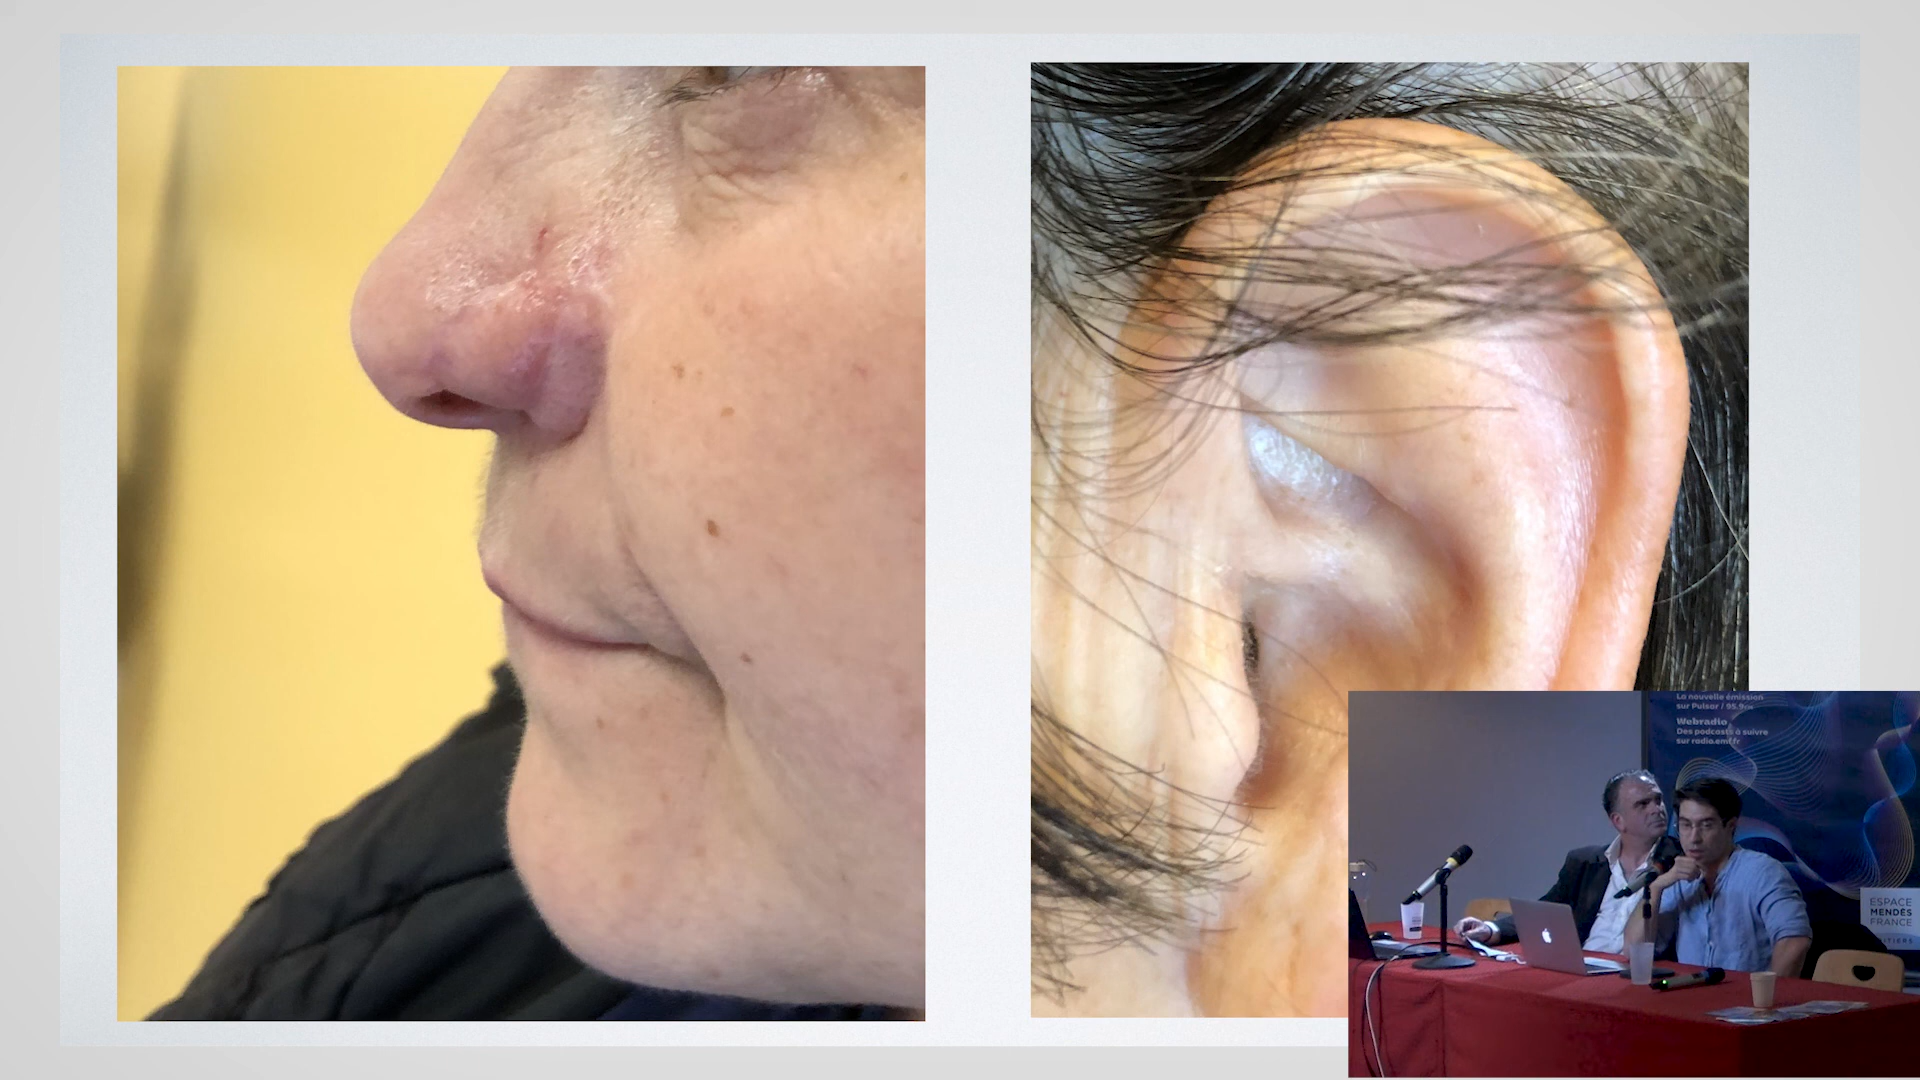 La nouvelle émission
sur Pulsar / 95.9
Webradio
Des podcasts à suivre
sur radio.emf.fr
ESPACE
MENDÈS
FRANCE